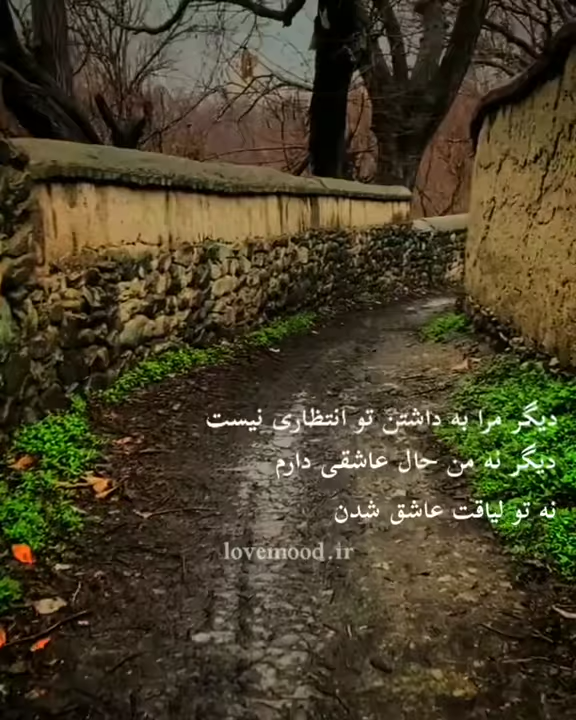 دیگر مرا به داشتن تو انتظاری نیست
دیگر نه من حال عاشقی دارم
نه تو لیاقت عاشق شدن
lovemood.ir